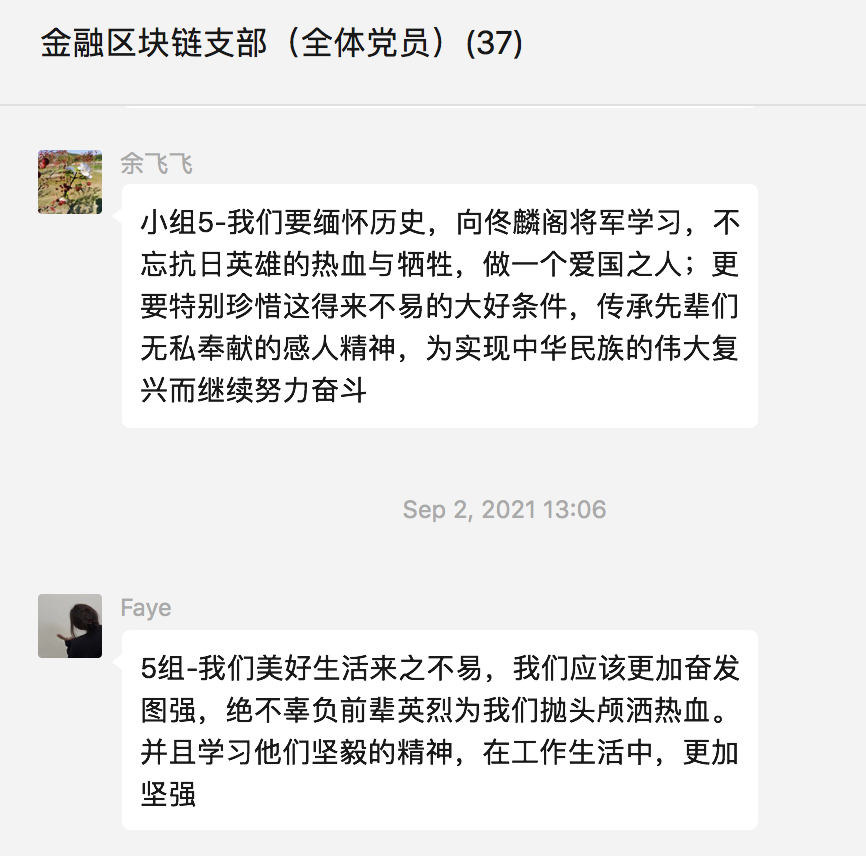 金融区块链支部（全体党员）(37)
余飞飞
小组5-我们要缅怀历史，向佟麟阁将军学习，不
忘抗日英雄的热血与牺牲，做一个爱国之人；更
要特别珍惜这得来不易的大好条件，传承先辈们
无私奉献的感人精神，为实现中华民族的伟大复
兴而继续努力奋斗
Sep 2, 2021 13:06
Faye
5组-我们美好生活来之不易，我们应该更加奋发
图强，绝不辜负前辈英烈为我们抛头颅洒热血。
并且学习他们坚毅的精神，在工作生活中，更加
坚强